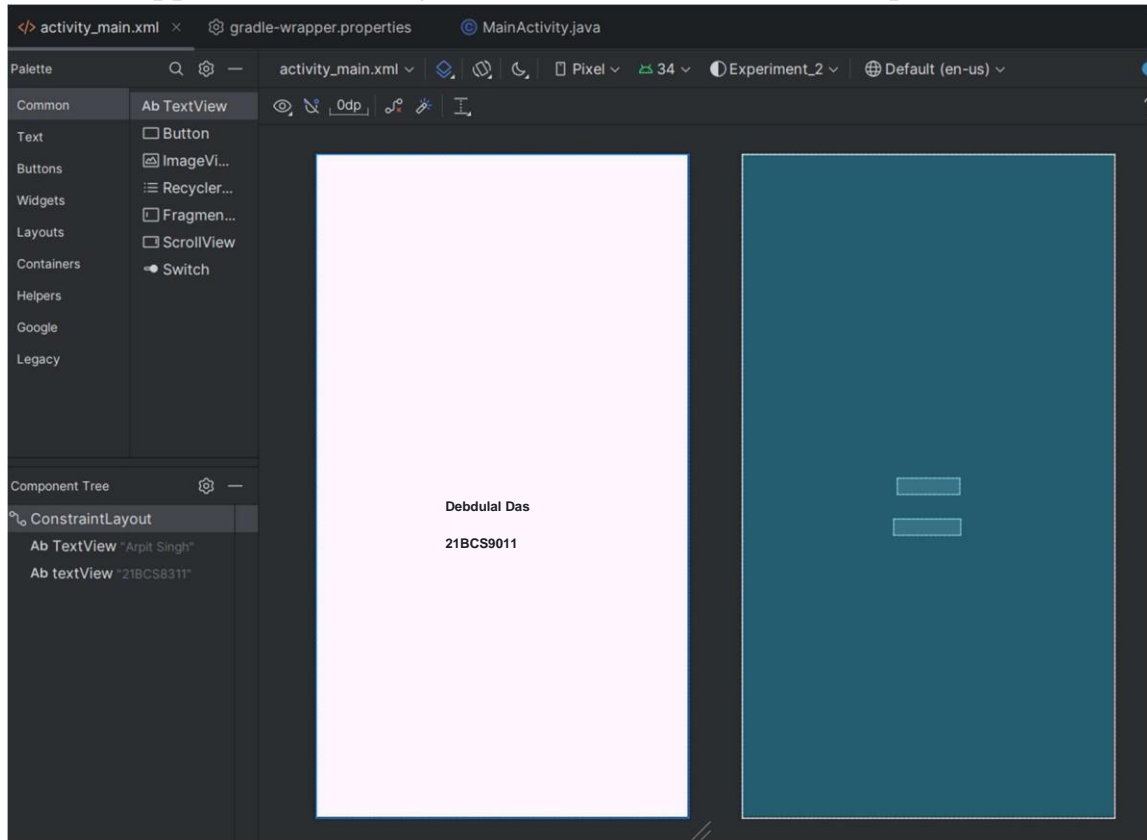 activity_main.xml gradle-wrapper.properties MainActivity.java
Palette activity_main.xml Pixel 34 Experiment_2 Default (en-us)
Common Ab TextView 0dp
Text Button
Buttons ImageVi...
Widgets Recycler...
Layouts Fragmen...
Containers ScrollView
Helpers Switch
Google
Legacy
Component Tree
ConstraintLayout
Ab TextView "Arpit Singh"
Ab textView "21BCS8311"
Debdulal Das
21BCS9011